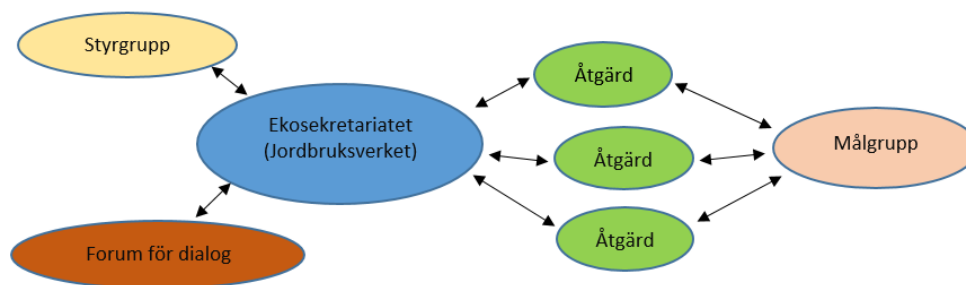 Styrgrupp
Ekosekretariatet
(Jordbruksverket)
Forum för dialog
Åtgärd
Åtgärd
Åtgärd
Målgrupp